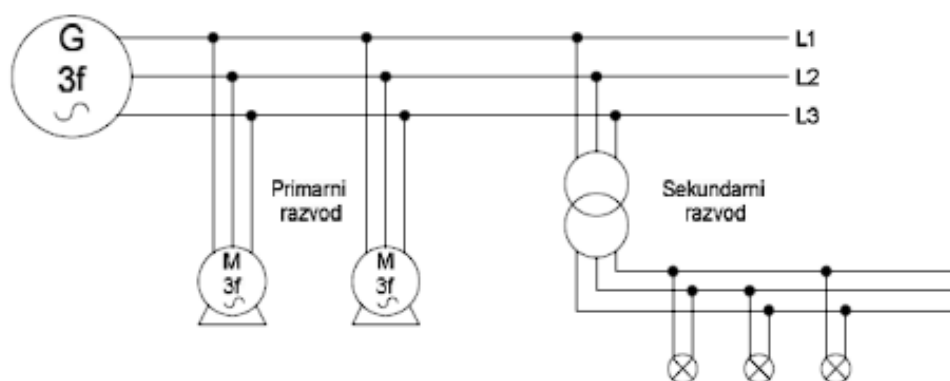 G
3f
L1
L2
L3
Primarni
razvod
Sekundarni
razvod
M
3f
M
3f